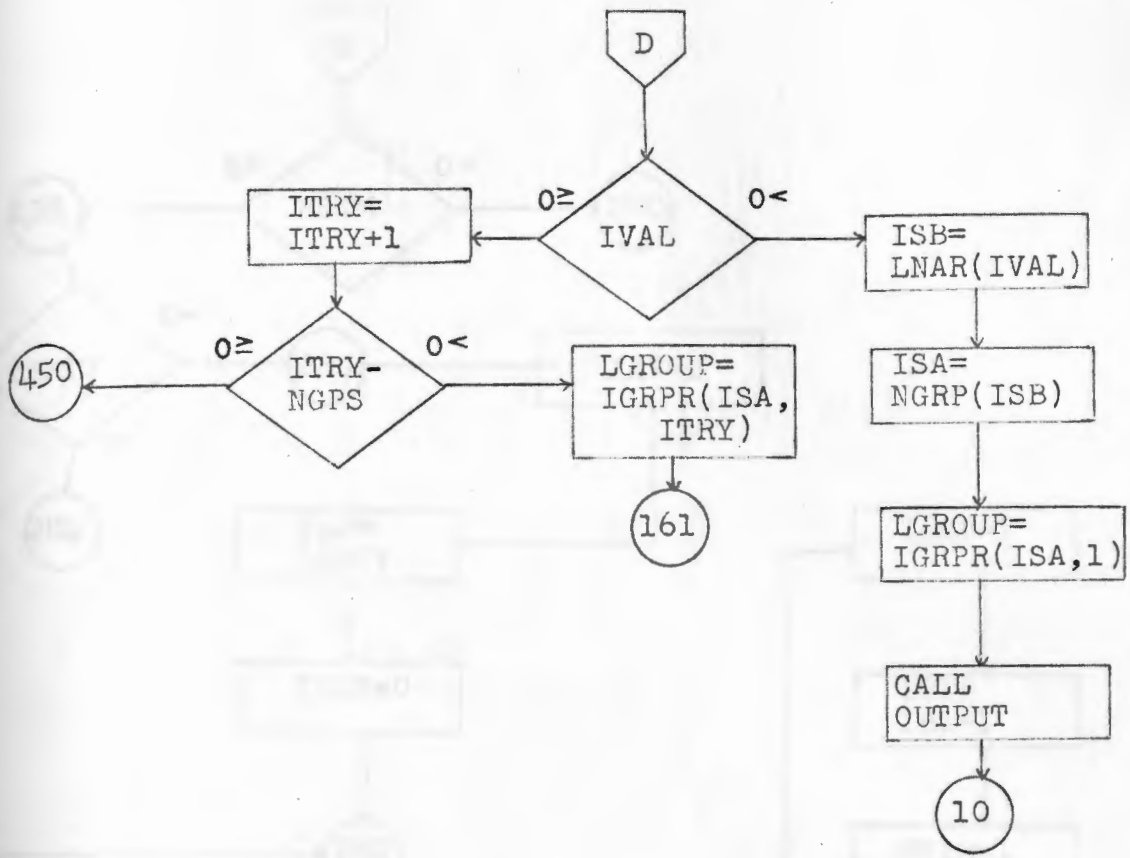 D
0≥
0<
IVAL
ITRY=
ITRY+1
ISB=
LNAR(IVAL)
450
0≥
0<
ITRY-
NGPS
LGROUP=
IGRPR(ISA,
ITRY)
ISA=
NGRP(ISB)
161
LGROUP=
IGRPR(ISA,1)
CALL
OUTPUT
10